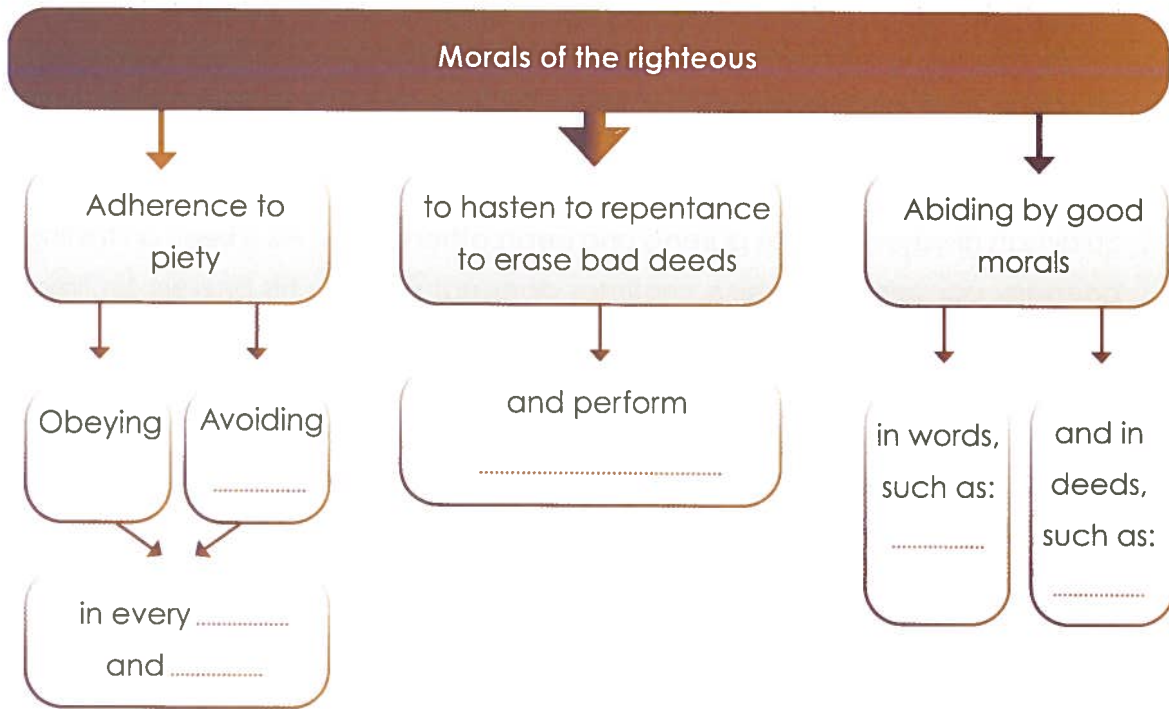 Morals of the righteous
Adherence to
piety
Obeying
Avoiding
....................
in every ....................
and ....................
to hasten to repentance
to erase bad deeds
and perform
..................................................
Abiding by good
morals
in words,
such as:
....................
and in
deeds,
such as:
....................